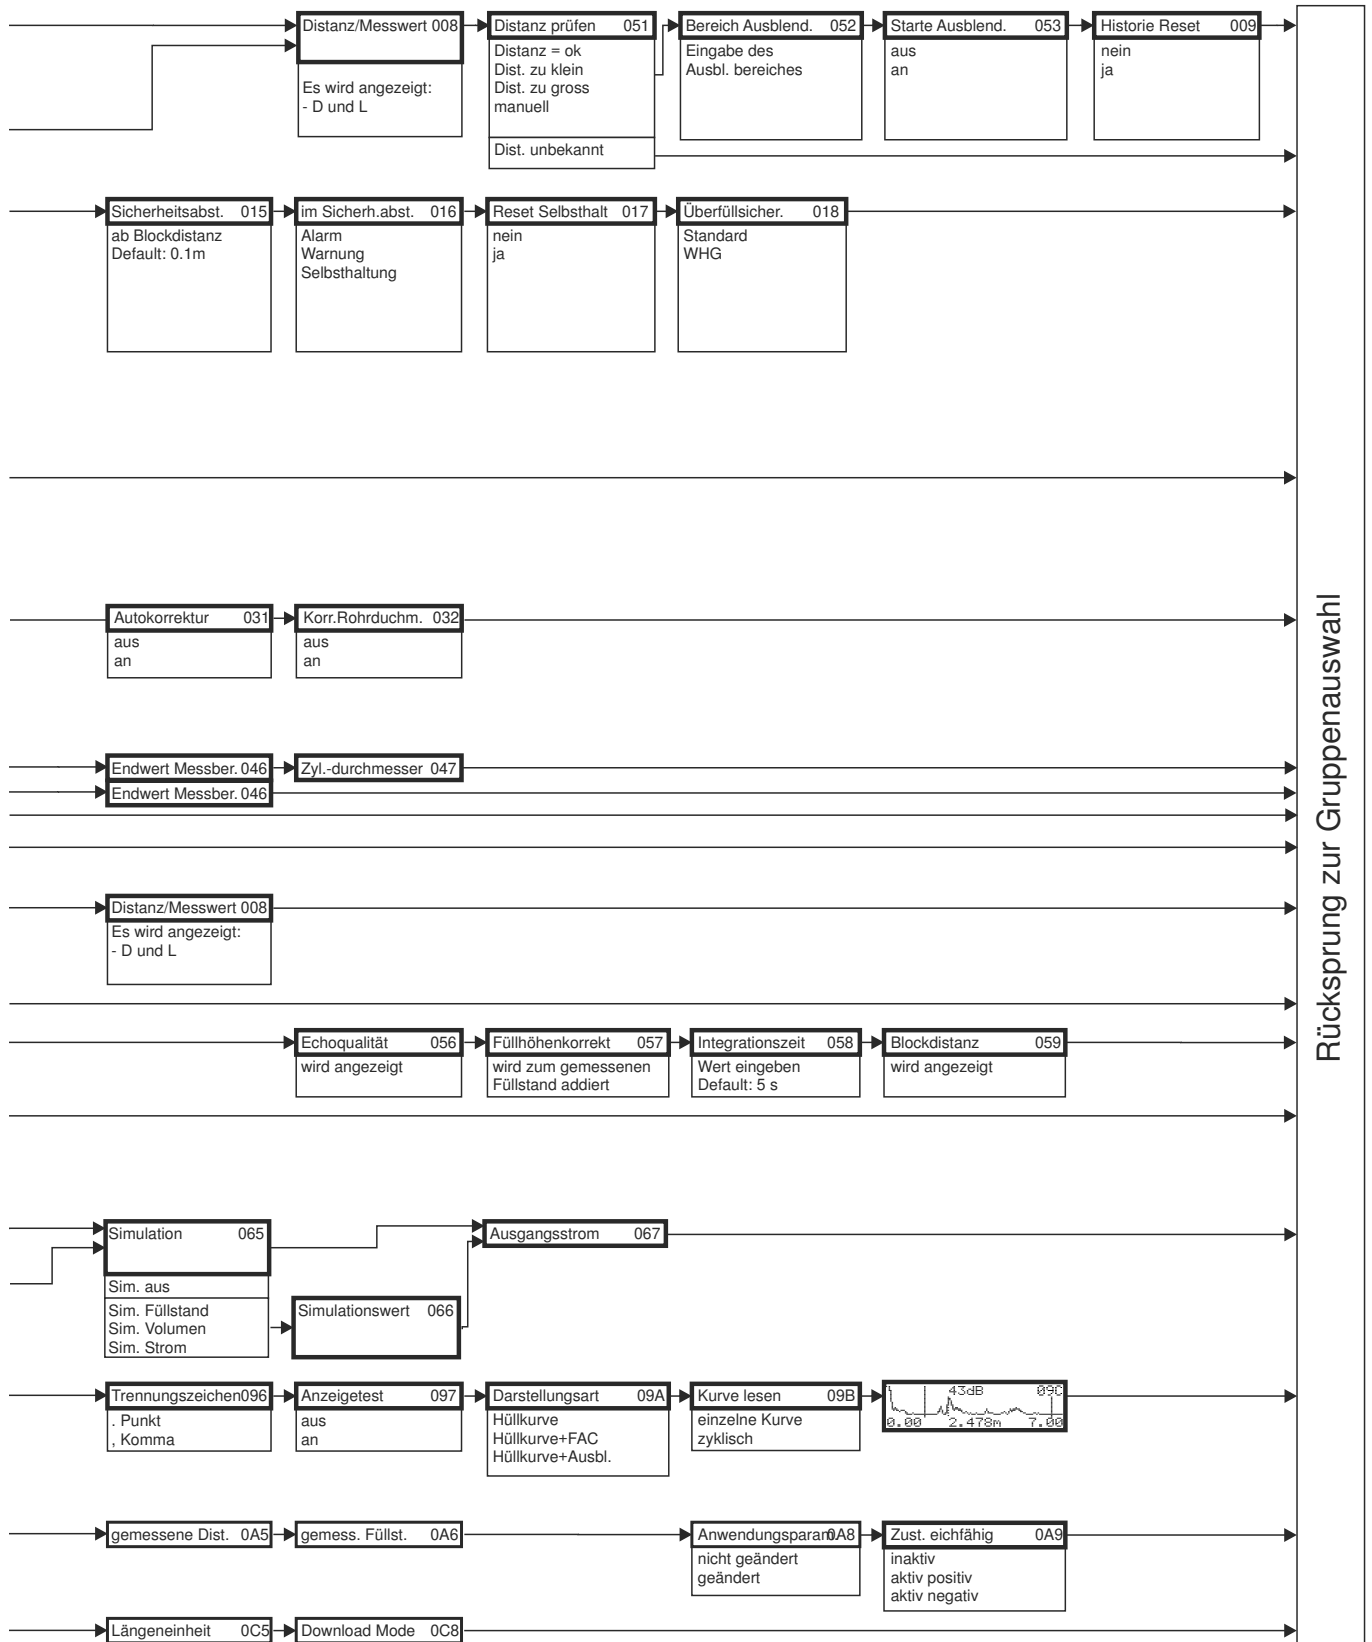 Distanz/Messwert 008
Es wird angezeigt:
- D und L
Distanz prüfen 051
Distanz = ok
Dist. zu klein
Dist. zu gross
manuell
Dist. unbekannt
Bereich Ausblend. 052
Eingabe des
Ausbl. bereiches
Starte Ausblend. 053
aus
an
Historie Reset 009
nein
ja
Sicherheitsabst. 015
ab Blockdistanz
Default: 0.1m
im Sicherh.abst. 016
Alarm
Warnung
Selbsthaltung
Reset Selbsthalt 017
nein
ja
Überfüllsicher. 018
Standard
WHG
Autokorrektur 031
aus
an
Korr.Rohrduchm. 032
aus
an
Endwert Messber. 046
Zyl.-durchmesser 047
Endwert Messber. 046
Distanz/Messwert 008
Es wird angezeigt:
- D und L
Echoqualität 056
wird angezeigt
Füllhöhenkorrekt 057
wird zum gemessenen
Füllstand addiert
Integrationszeit 058
Wert eingeben
Default: 5 s
Blockdistanz 059
wird angezeigt
Simulation 065
Sim. aus
Sim. Füllstand
Sim. Volumen
Sim. Strom
Simulationswert 066
Ausgangsstrom 067
Trennungszeichen096
. Punkt
, Komma
Anzeigetest 097
aus
an
Darstellungsart 09A
Hüllkurve
Hüllkurve+FAC
Hüllkurve+Ausbl.
Kurve lesen 09B
einzelne Kurve
zyklisch
43dB 09C
0.00 2.478m 7.00
gemessene Dist. 0A5
gemess. Füllst. 0A6
Anwendungsparam0A8
nicht geändert
geändert
Zust. eichfähig 0A9
inaktiv
aktiv positiv
aktiv negativ
Längeneinheit 0C5
Download Mode 0C8
Rücksprung zur Gruppenauswahl